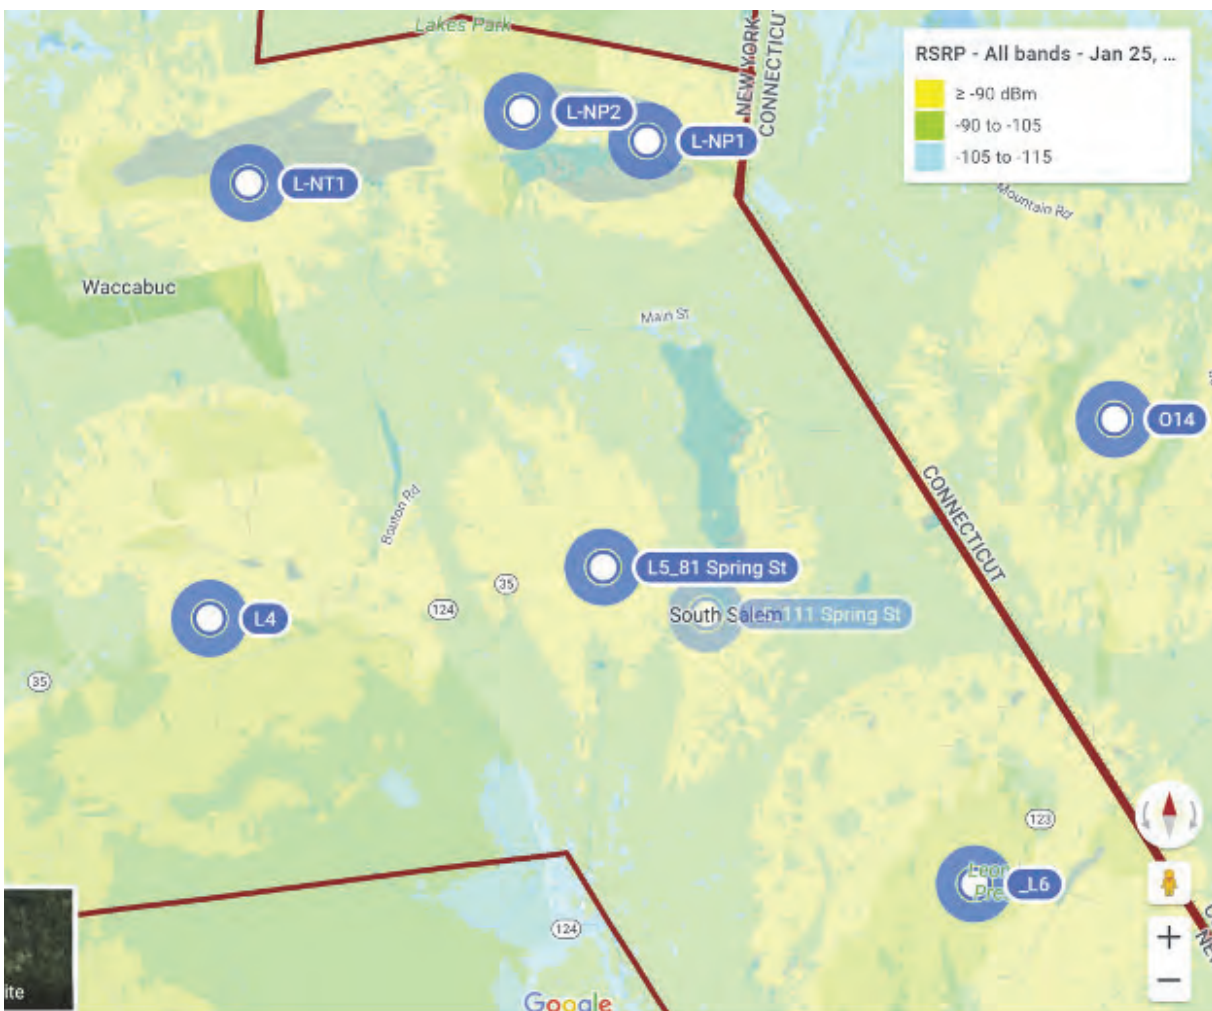 Lakes Park
NEW YORK
CONNECTICUT
RSRP - All bands - Jan 25, ...
≥ -90 dBm
-90 to -105
-105 to -115
L-NP2
L-NP1
L-NT1
Mountain Rd
Waccabuc
Main St
O14
CONNECTICUT
Bouton Rd
L5_81 Spring St
35
124
South Salem
111 Spring St
L4
35
123
_L6
124
ite
+
−
Google